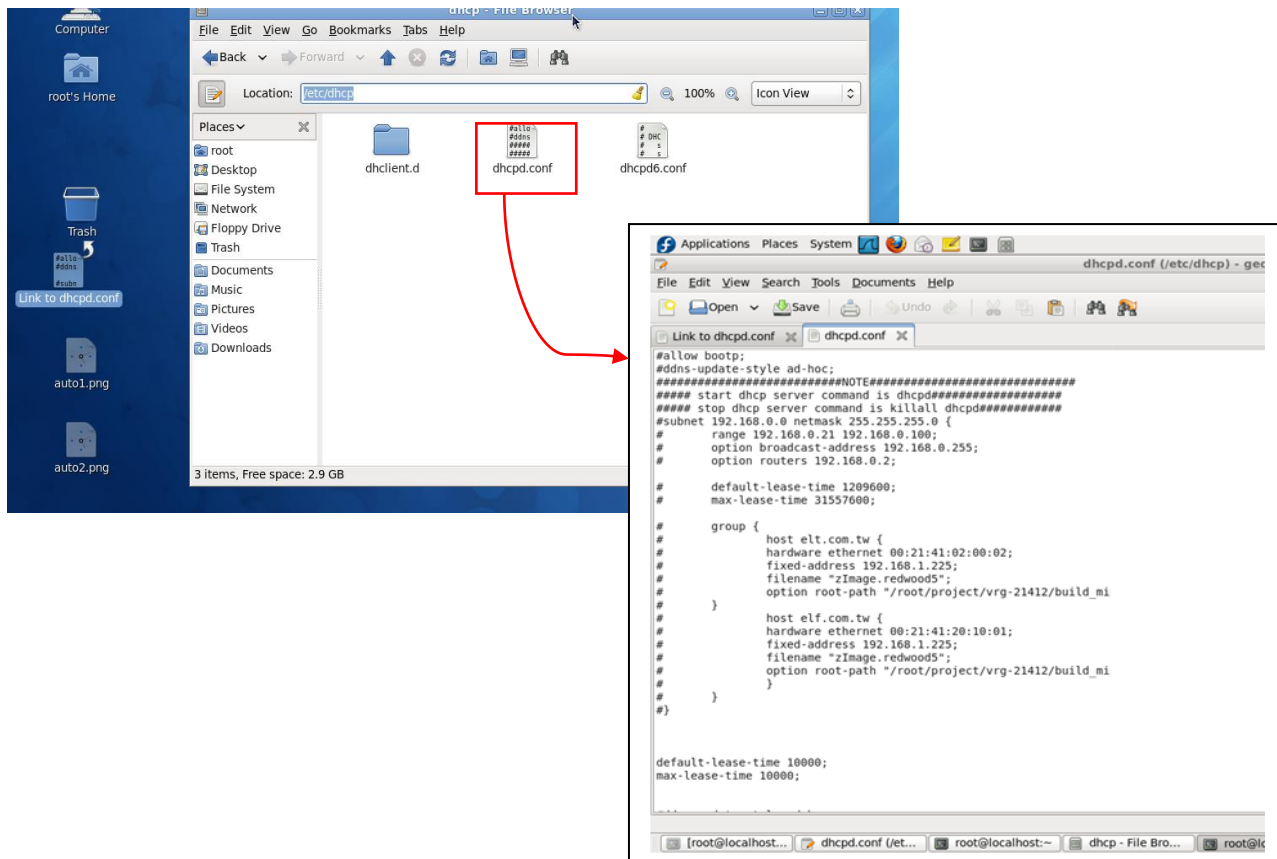 Computer
root's Home
Trash
#allo
#ddns
#subn
Link to dhcpd.conf
auto1.png
auto2.png
dhcp - File Browser
File Edit View Go Bookmarks Tabs Help
Back Forward
Location: /etc/dhcp 100% Icon View
Places
root
Desktop
File System
Network
Floppy Drive
Trash
Documents
Music
Pictures
Videos
Downloads
#allo
#ddns
#####
#####
#
# DHC
# s
# s
dhclient.d dhcpd.conf dhcpd6.conf
3 items, Free space: 2.9 GB
Applications Places System
dhcpd.conf (/etc/dhcp) - ged
File Edit View Search Tools Documents Help
Open Save Undo
Link to dhcpd.conf dhcpd.conf
#allow bootp;
#ddns-update-style ad-hoc;
###########################NOTE##############################
##### start dhcp server command is dhcpd###################
##### stop dhcp server command is killall dhcpd############
#subnet 192.168.0.0 netmask 255.255.255.0 {
# range 192.168.0.21 192.168.0.100;
# option broadcast-address 192.168.0.255;
# option routers 192.168.0.2;
# default-lease-time 1209600;
# max-lease-time 31557600;
# group {
# host elt.com.tw {
# hardware ethernet 00:21:41:02:00:02;
# fixed-address 192.168.1.225;
# filename "zImage.redwood5";
# option root-path "/root/project/vrg-21412/build_mi
# }
# host elf.com.tw {
# hardware ethernet 00:21:41:20:10:01;
# fixed-address 192.168.1.225;
# filename "zImage.redwood5";
# option root-path "/root/project/vrg-21412/build_mi
# }
# }
#}
default-lease-time 10000;
max-lease-time 10000;
[root@localhost... dhcpd.conf (/et... root@localhost:~ dhcp - File Bro... root@lo